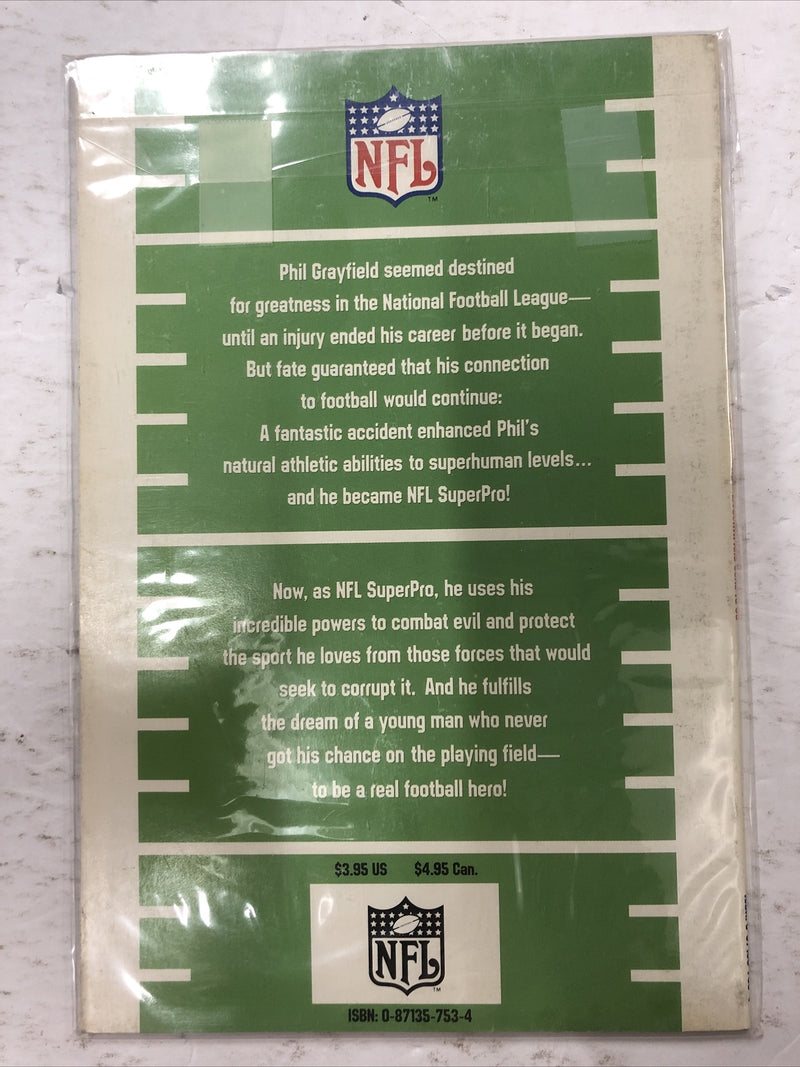 NFL
TM
Phil Grayfield seemed destined
for greatness in the National Football League—
until an injury ended his career before it began.
But fate guaranteed that his connection
to football would continue:
A fantastic accident enhanced Phil's
natural athletic abilities to superhuman levels...
and he became NFL SuperPro!
Now, as NFL SuperPro, he uses his
incredible powers to combat evil and protect
the sport he loves from those forces that would
seek to corrupt it. And he fulfills
the dream of a young man who never
got his chance on the playing field—
to be a real football hero!
$3.95 US $4.95 Can.
NFL
TM
ISBN: 0-87135-753-4